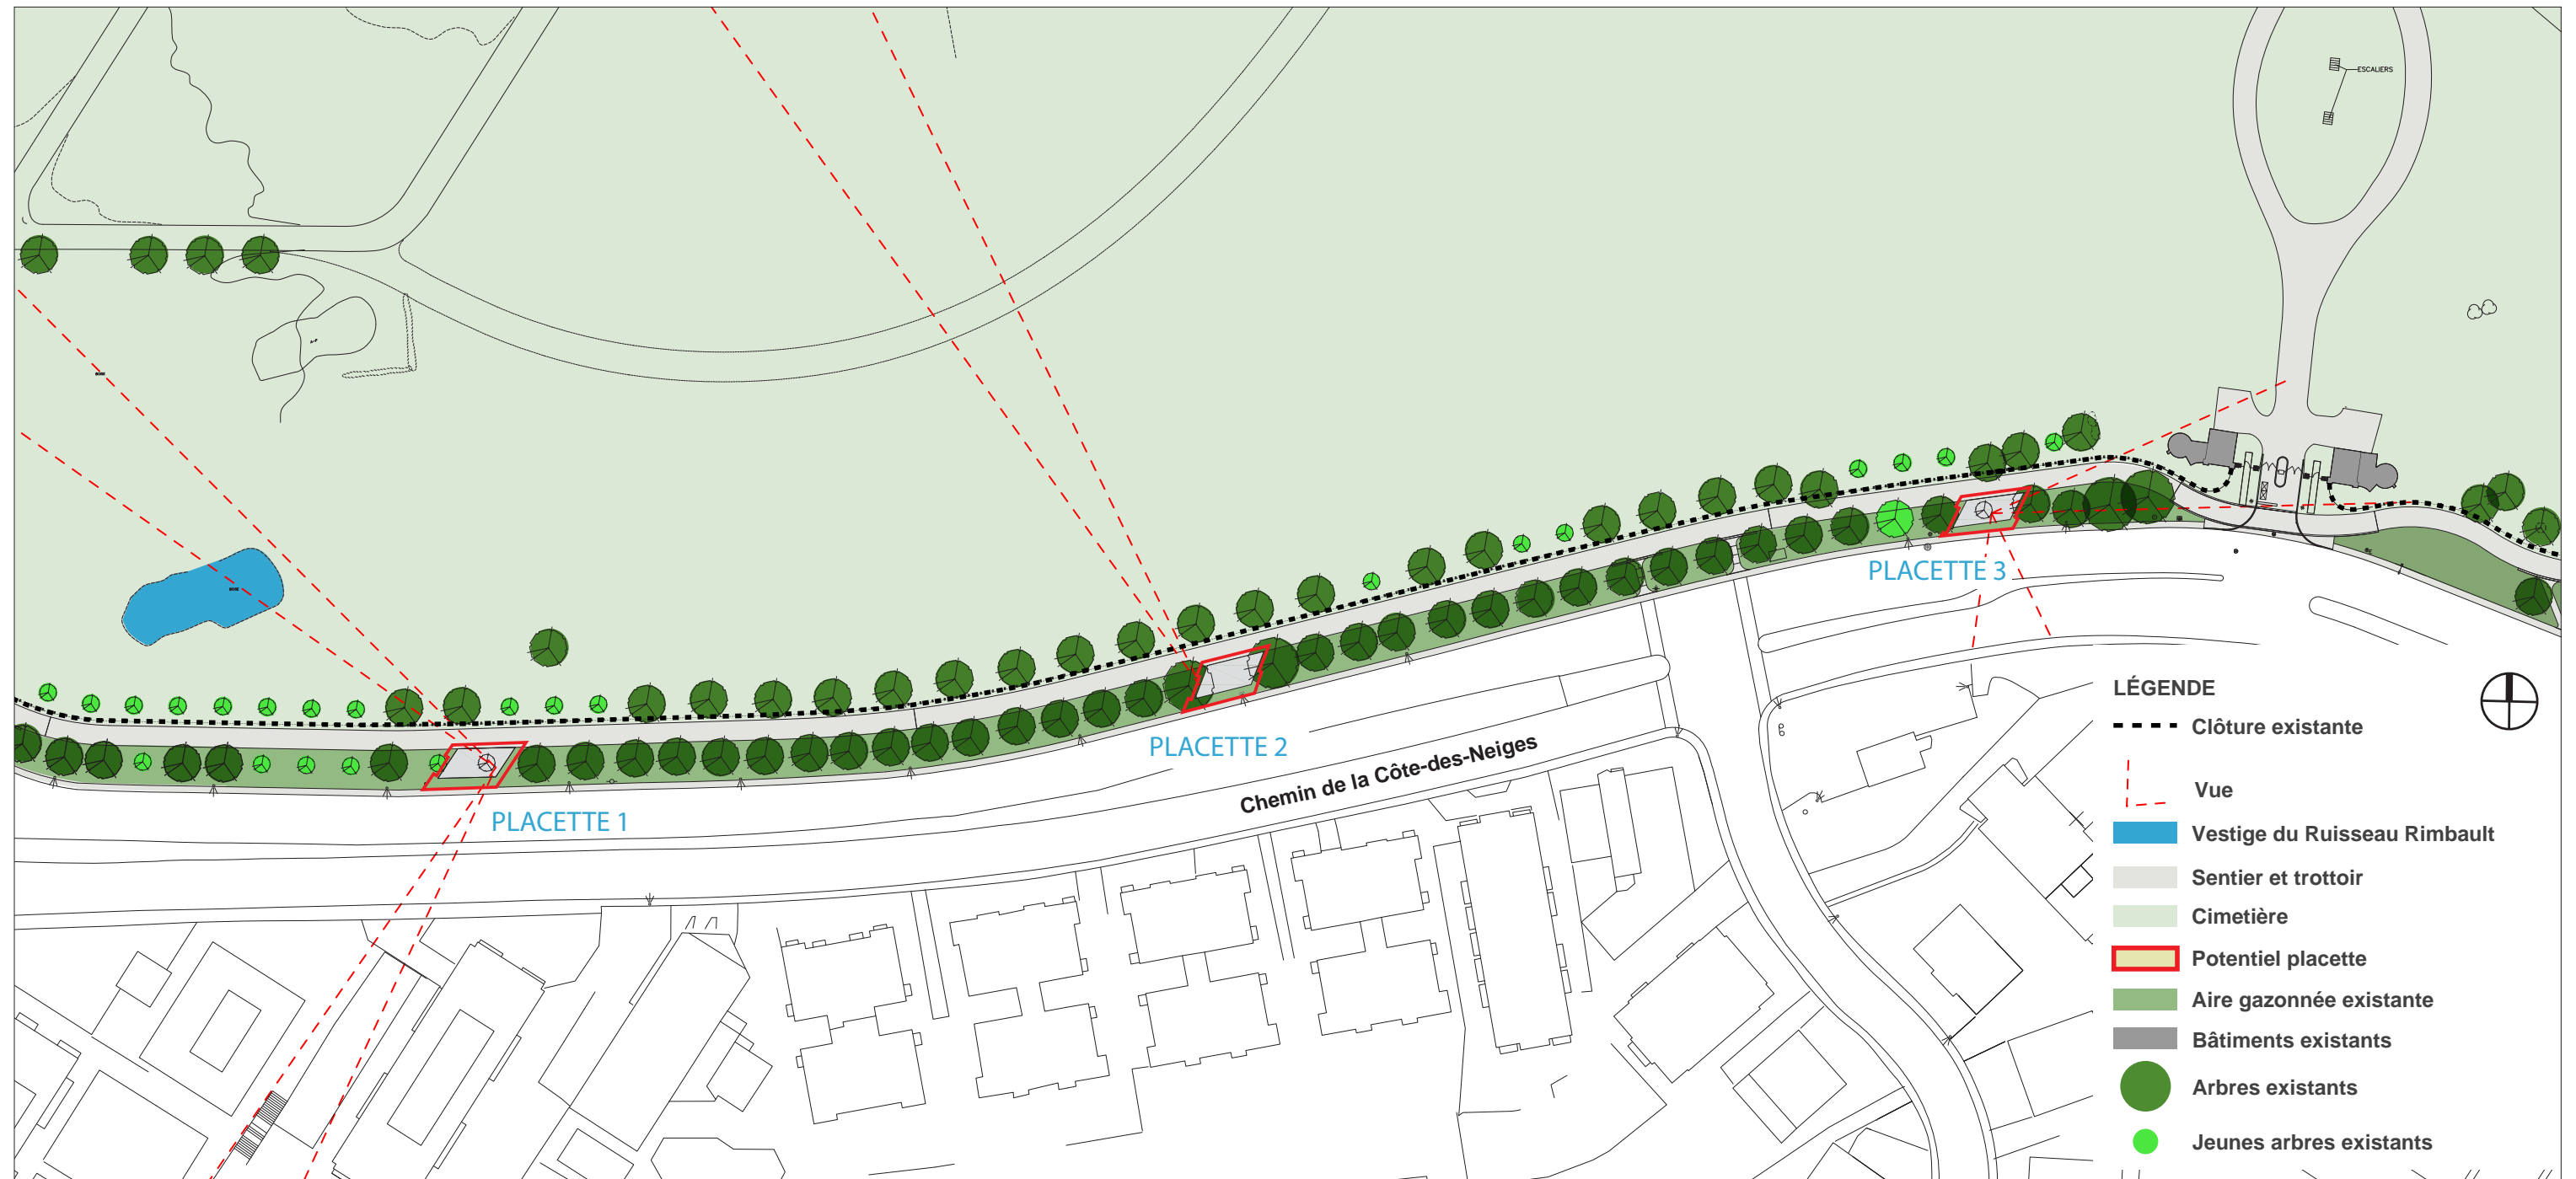 ESCALIERS
PLACETTE 3
PLACETTE 2
PLACETTE 1
Chemin de la Côte-des-Neiges
LÉGENDE
Clôture existante
Vue
Vestige du Ruisseau Rimbault
Sentier et trottoir
Cimetière
Potentiel placette
Aire gazonnée existante
Bâtiments existants
Arbres existants
Jeunes arbres existants